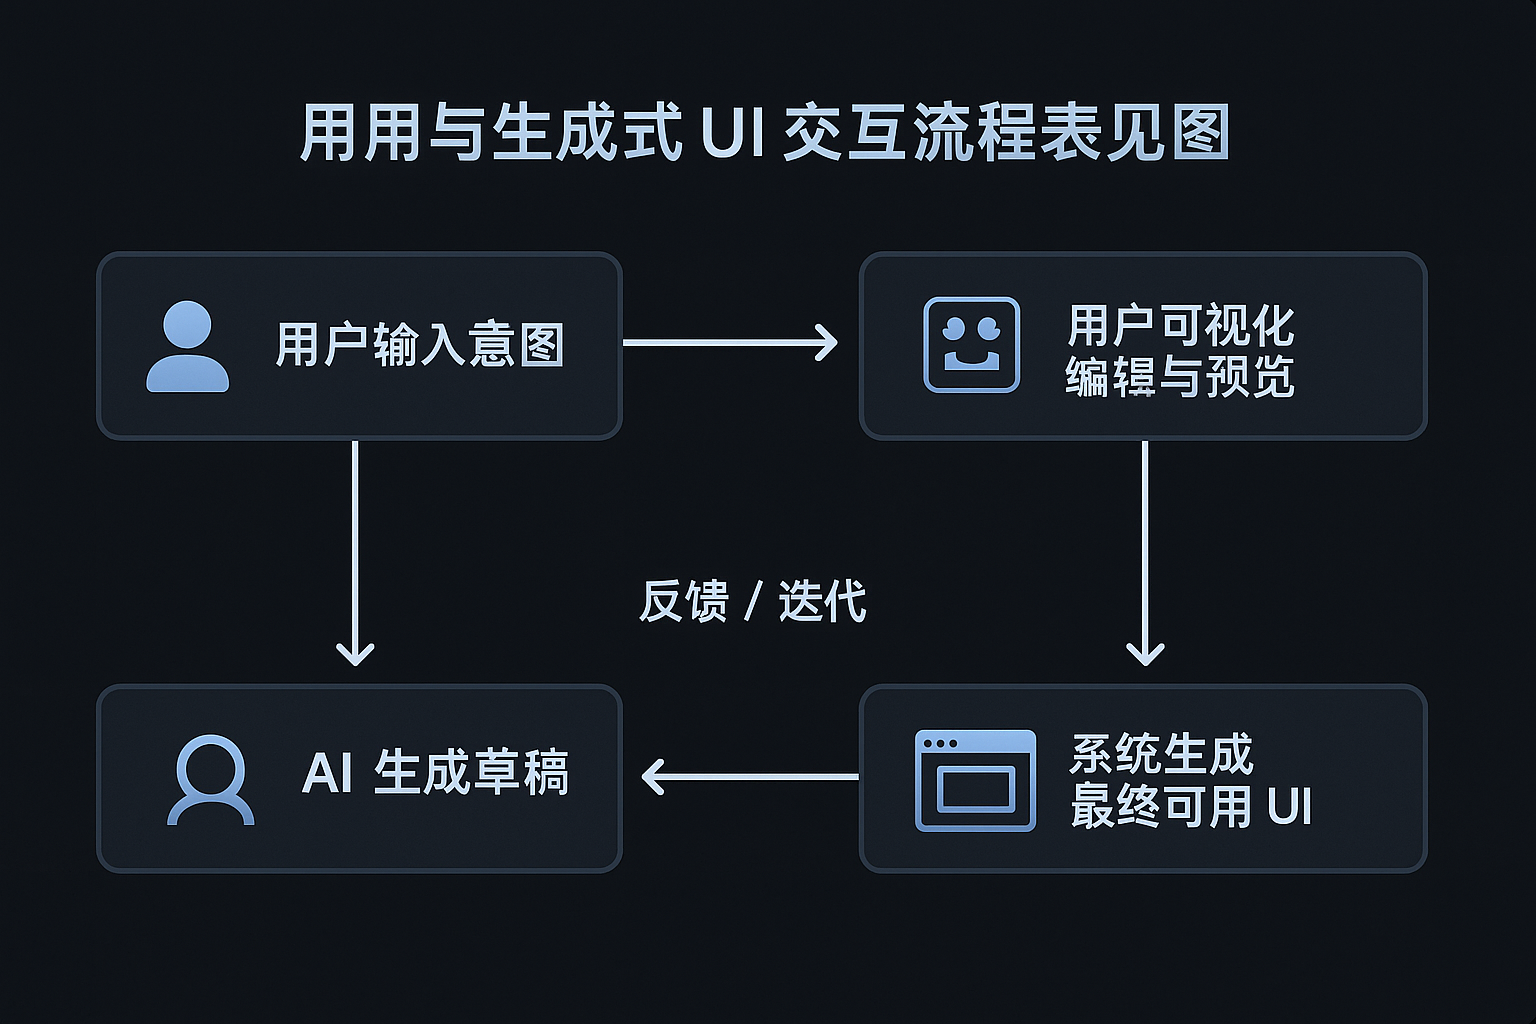 用用与生成式 UI 交互流程表见图
用户输入意图
用户可视化
编辑与预览
反馈 / 迭代
AI 生成草稿
系统生成
最终可用 UI